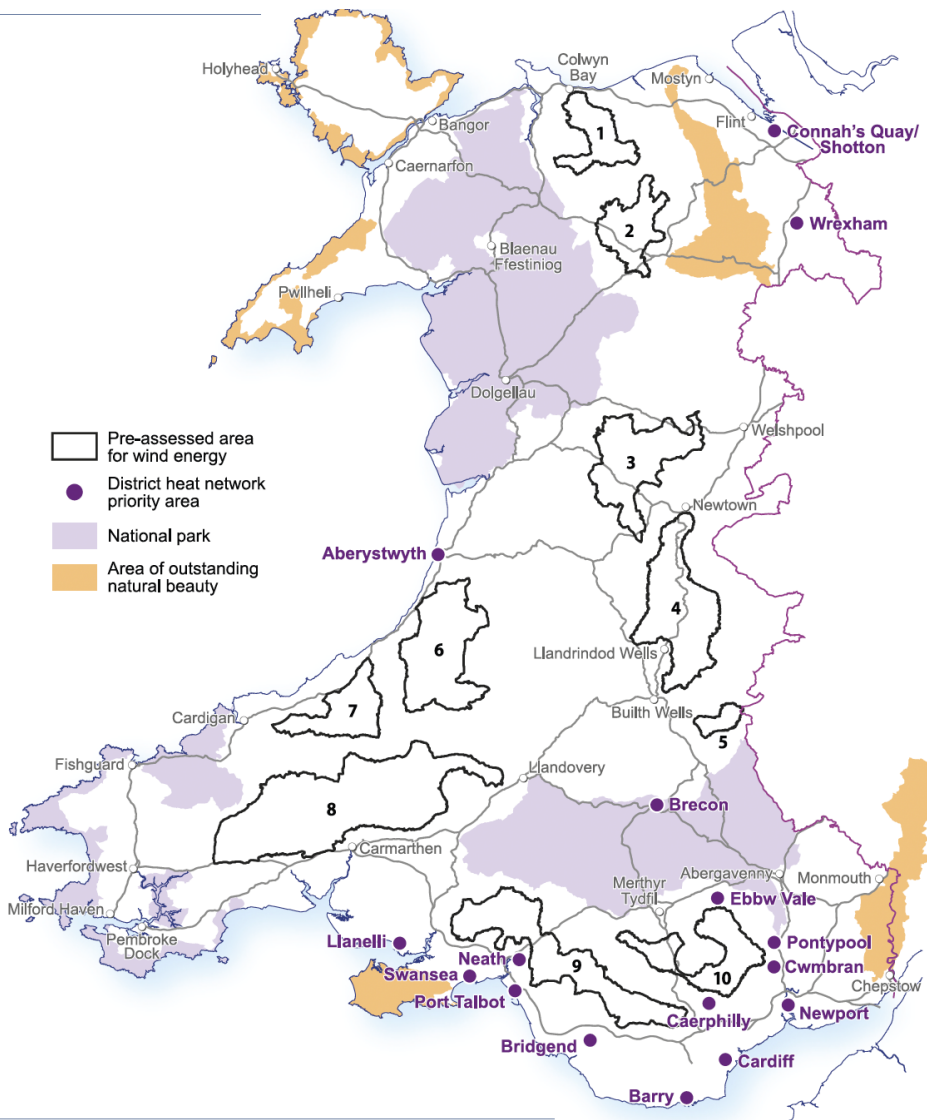 Colwyn
Bay
Holyhead
Mostyn
Bangor
1
Flint
Connah's Quay/
Shotton
Caernarfon
2
Wrexham
Blaenau
Ffestiniog
Pwllheli
Dolgellau
Pre-assessed area
for wind energy
Welshpool
3
District heat network
priority area
Newtown
National park
Aberystwyth
Area of outstanding
natural beauty
4
6
Llandrindod Wells
7
Cardigan
Builth Wells
5
Fishguard
Llandovery
8
Brecon
Carmarthen
Haverfordwest
Abergavenny
Monmouth
Merthyr
Tydfil
Ebbw Vale
Milford Haven
Pembroke
Dock
Llanelli
Pontypool
Neath
9
Cwmbran
Swansea
10
Chepstow
Port Talbot
Newport
Caerphilly
Bridgend
Cardiff
Barry